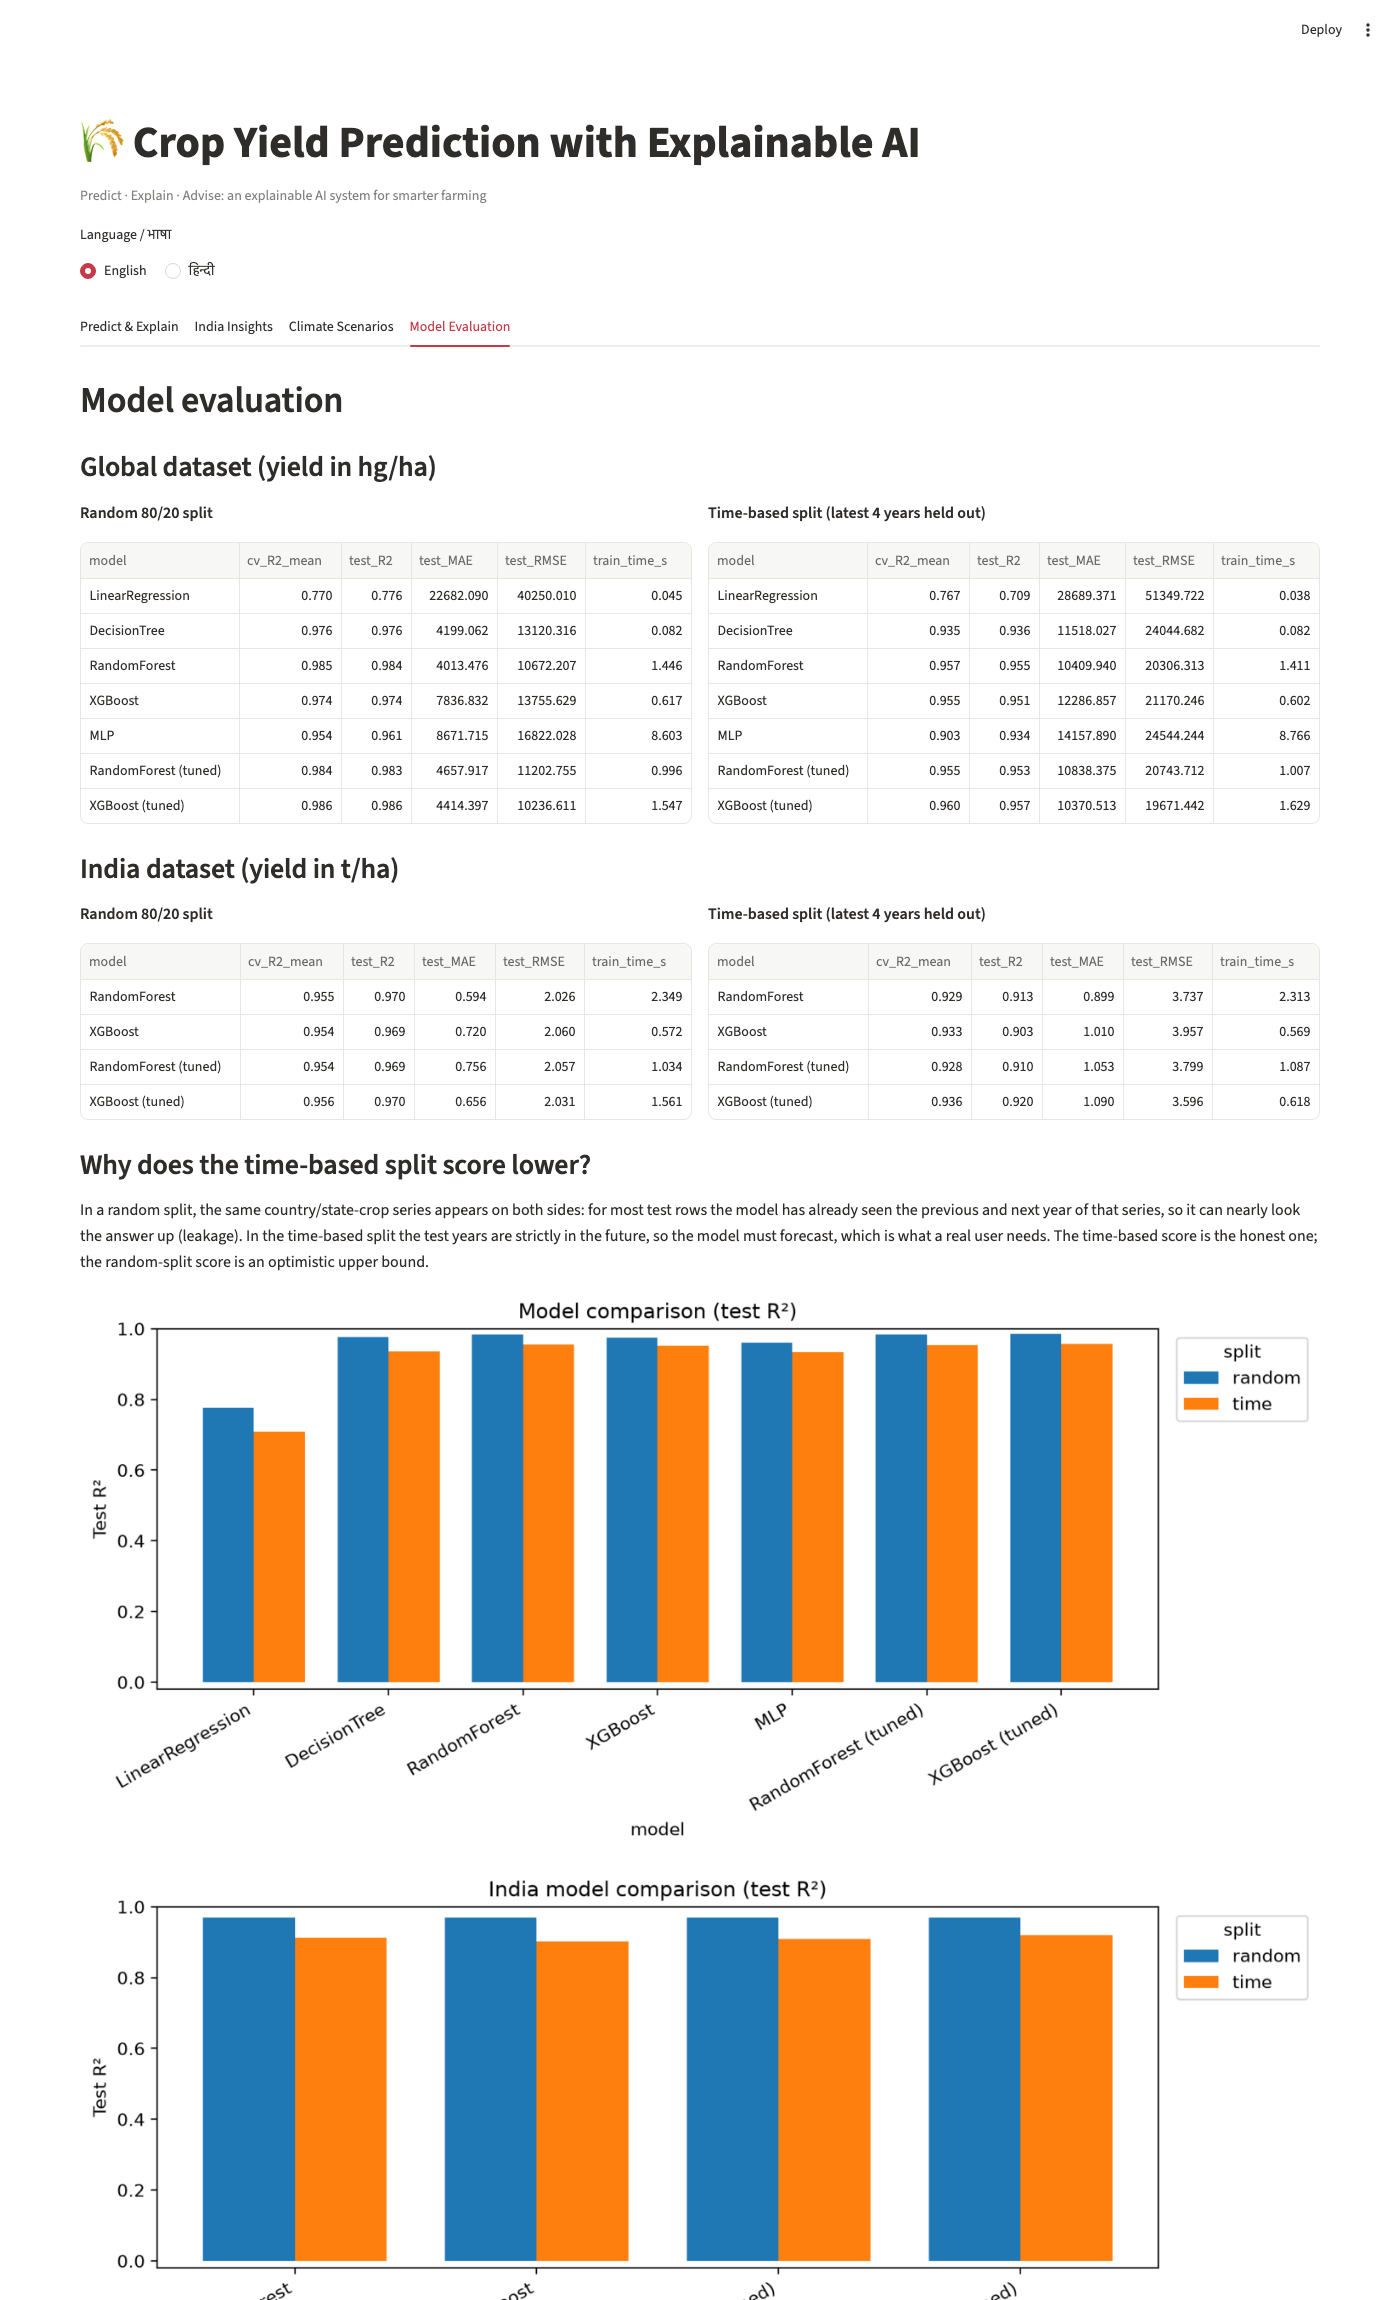 Deploy
Crop Yield Prediction with Explainable AI
Predict · Explain · Advise: an explainable AI system for smarter farming
Language / भाषा
English हिन्दी
Predict & Explain India Insights Climate Scenarios Model Evaluation
Model evaluation
Global dataset (yield in hg/ha)
Random 80/20 split
model cv_R2_mean test_R2 test_MAE test_RMSE train_time_s
LinearRegression 0.770 0.776 22682.090 40250.010 0.045
DecisionTree 0.976 0.976 4199.062 13120.316 0.082
RandomForest 0.985 0.984 4013.476 10672.207 1.446
XGBoost 0.974 0.974 7836.832 13755.629 0.617
MLP 0.954 0.961 8671.715 16822.028 8.603
RandomForest (tuned) 0.984 0.983 4657.917 11202.755 0.996
XGBoost (tuned) 0.986 0.986 4414.397 10236.611 1.547
Time-based split (latest 4 years held out)
model cv_R2_mean test_R2 test_MAE test_RMSE train_time_s
LinearRegression 0.767 0.709 28689.371 51349.722 0.038
DecisionTree 0.935 0.936 11518.027 24044.682 0.082
RandomForest 0.957 0.955 10409.940 20306.313 1.411
XGBoost 0.955 0.951 12286.857 21170.246 0.602
MLP 0.903 0.934 14157.890 24544.244 8.766
RandomForest (tuned) 0.955 0.953 10838.375 20743.712 1.007
XGBoost (tuned) 0.960 0.957 10370.513 19671.442 1.629
India dataset (yield in t/ha)
Random 80/20 split
model cv_R2_mean test_R2 test_MAE test_RMSE train_time_s
RandomForest 0.955 0.970 0.594 2.026 2.349
XGBoost 0.954 0.969 0.720 2.060 0.572
RandomForest (tuned) 0.954 0.969 0.756 2.057 1.034
XGBoost (tuned) 0.956 0.970 0.656 2.031 1.561
Time-based split (latest 4 years held out)
model cv_R2_mean test_R2 test_MAE test_RMSE train_time_s
RandomForest 0.929 0.913 0.899 3.737 2.313
XGBoost 0.933 0.903 1.010 3.957 0.569
RandomForest (tuned) 0.928 0.910 1.053 3.799 1.087
XGBoost (tuned) 0.936 0.920 1.090 3.596 0.618
Why does the time-based split score lower?
In a random split, the same country/state-crop series appears on both sides: for most test rows the model has already seen the previous and next year of that series, so it can nearly look
the answer up (leakage). In the time-based split the test years are strictly in the future, so the model must forecast, which is what a real user needs. The time-based score is the honest one;
the random-split score is an optimistic upper bound.
Model comparison (test R²)
1.0
0.8
0.6
0.4
0.2
0.0
Test R²
LinearRegression
DecisionTree
RandomForest
XGBoost
MLP
RandomForest (tuned)
XGBoost (tuned)
model
split
random
time
India model comparison (test R²)
1.0
0.8
0.6
0.4
0.2
0.0
Test R²
split
random
time